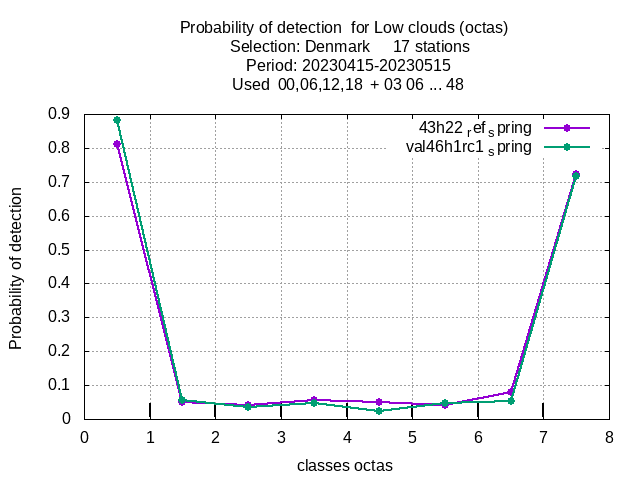 Probability of detection  for Low clouds (octas)
Selection: Denmark     17 stations
Period: 20230415-20230515
Used  00,06,12,18  + 03 06 ... 48
43h22 ref spring
val46h1rc1 spring
Probability of detection
0.9
0.8
0.7
0.6
0.5
0.4
0.3
0.2
0.1
0
0 1 2 3 4 5 6 7 8
classes octas